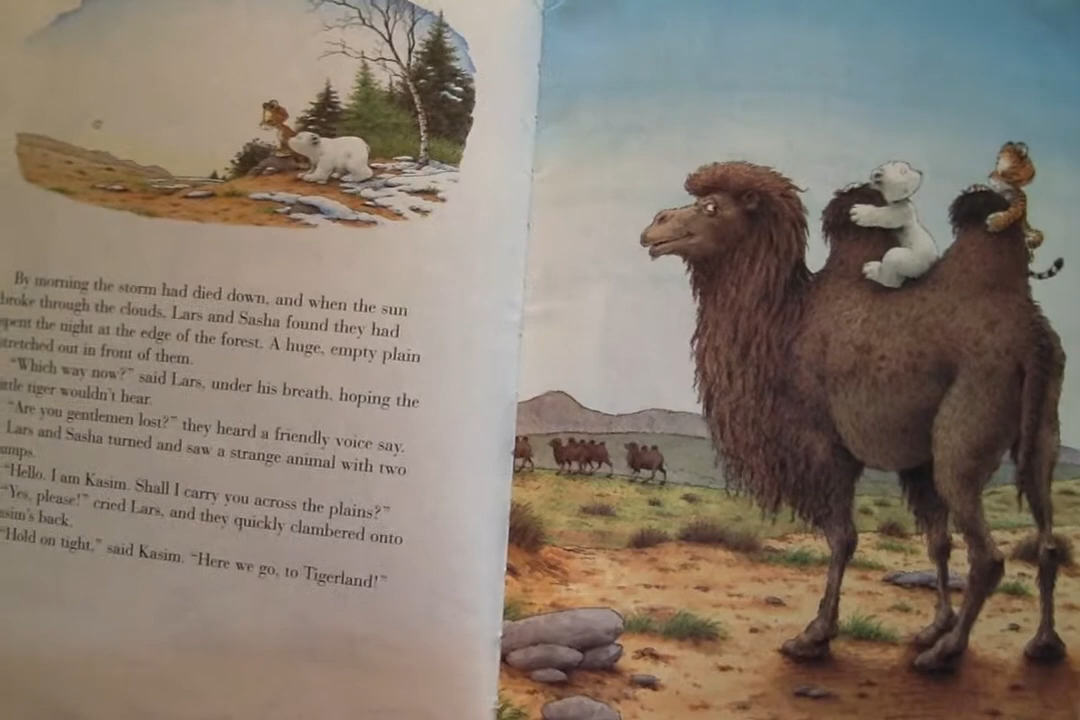 By morning the storm had died down, and when the sun
broke through the clouds, Lars and Sasha found they had
spent the night at the edge of the forest. A huge, empty plain
stretched out in front of them.
“Which way now?” said Lars, under his breath, hoping the
little tiger wouldn’t hear.
“Are you gentlemen lost?” they heard a friendly voice say.
Lars and Sasha turned and saw a strange animal with two
umps.
“Hello. I am Kasim. Shall I carry you across the plains?”
“Yes, please!” cried Lars, and they quickly clambered onto
asim’s back.
“Hold on tight,” said Kasim. “Here we go, to Tigerland!”